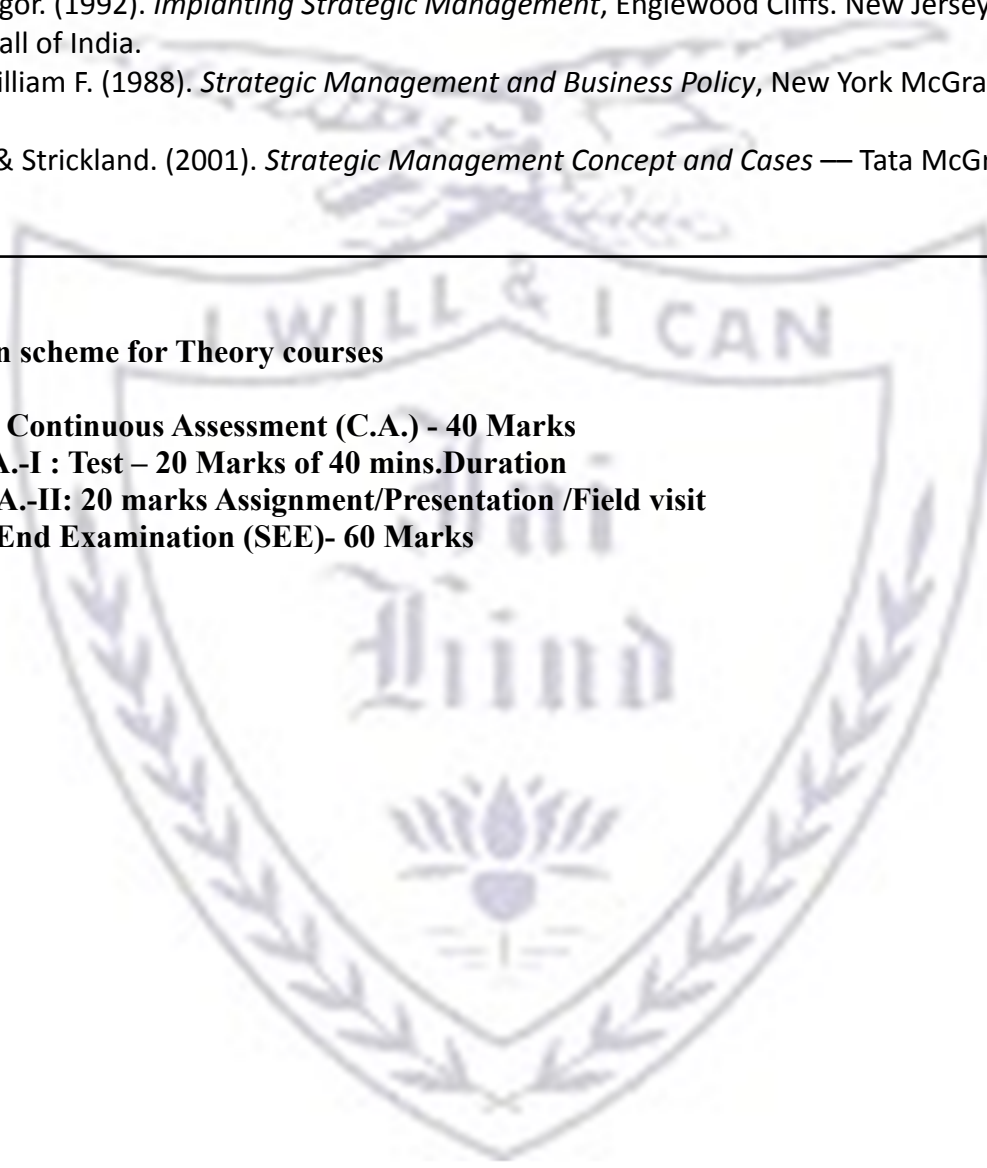 gor. (1992). Implanting Strategic Management, Englewood Cliffs. New Jersey
all of India.
illiam F. (1988). Strategic Management and Business Policy, New York McGra
& Strickland. (2001). Strategic Management Concept and Cases — Tata McGr
I WILL & I CAN
n scheme for Theory courses
Continuous Assessment (C.A.) - 40 Marks
A.-I : Test – 20 Marks of 40 mins.Duration
A.-II: 20 marks Assignment/Presentation /Field visit
End Examination (SEE)- 60 Marks
Jai
Hind